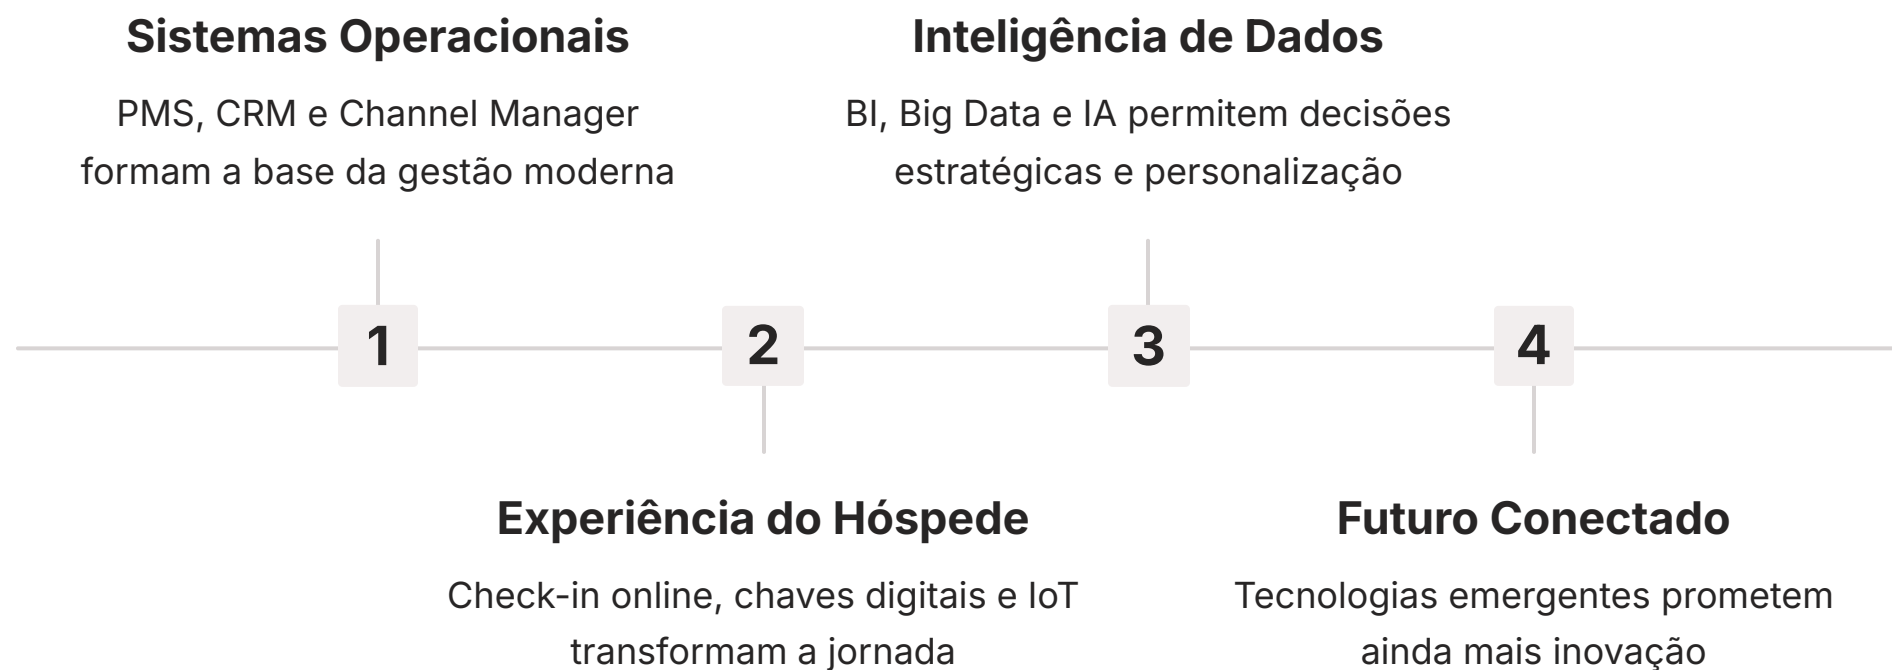 Sistemas Operacionais
PMS, CRM e Channel Manager
formam a base da gestão moderna
Inteligência de Dados
BI, Big Data e IA permitem decisões
estratégicas e personalização
1
2
3
4
Experiência do Hóspede
Check-in online, chaves digitais e IoT
transformam a jornada
Futuro Conectado
Tecnologias emergentes prometem
ainda mais inovação